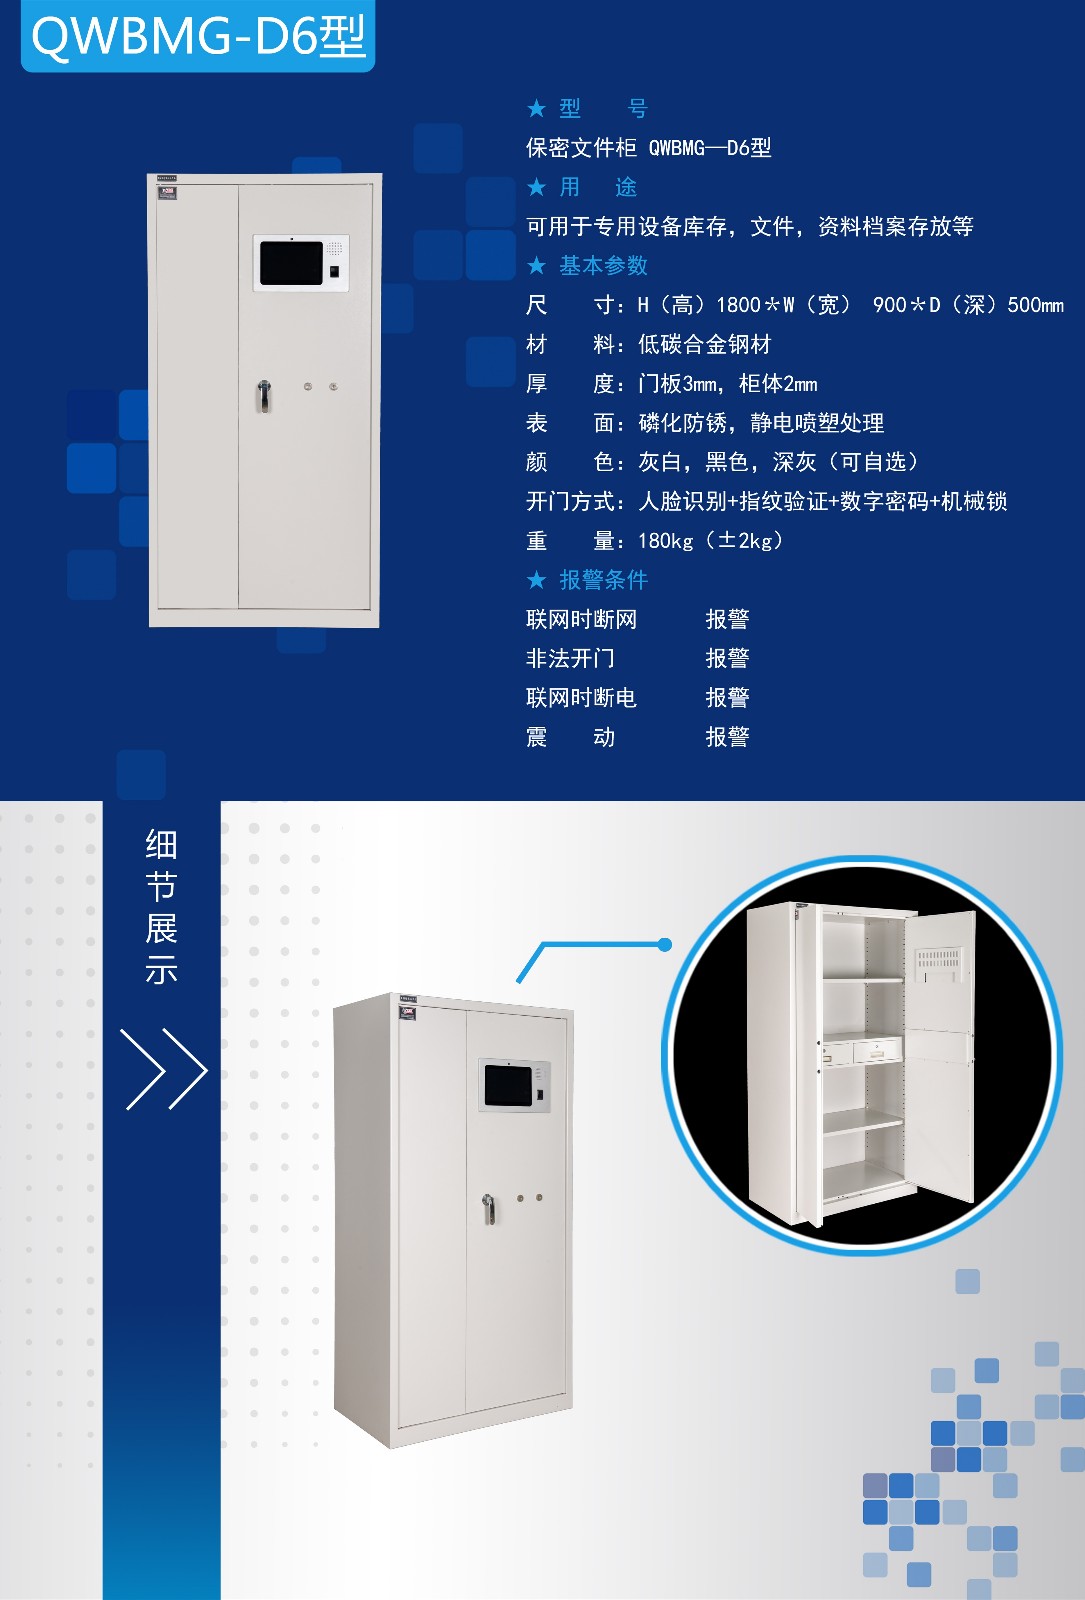 QWBMG-D6型
★ 型 号
保密文件柜 QWBMG—D6型
★ 用 途
可用于专用设备库存，文件，资料档案存放等
★ 基本参数
尺 寸：H（高）1800＊W（宽） 900＊D（深）500mm
材 料：低碳合金钢材
厚 度：门板3mm，柜体2mm
表 面：磷化防锈，静电喷塑处理
颜 色：灰白，黑色，深灰（可自选）
开门方式：人脸识别+指纹验证+数字密码+机械锁
重 量：180kg（±2kg）
★ 报警条件
联网时断网 报警
非法开门 报警
联网时断电 报警
震 动 报警
细节展示